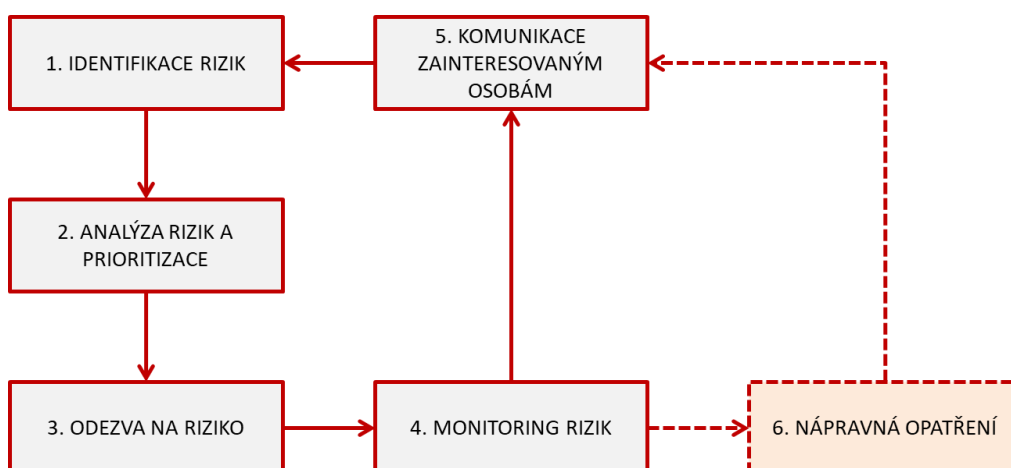 1. IDENTIFIKACE RIZIK
5. KOMUNIKACE
ZAINTERESOVANÝM
OSOBÁM
2. ANALÝZA RIZIK A
PRIORITIZACE
3. ODEZVA NA RIZIKO
4. MONITORING RIZIK
6. NÁPRAVNÁ OPATŘENÍ